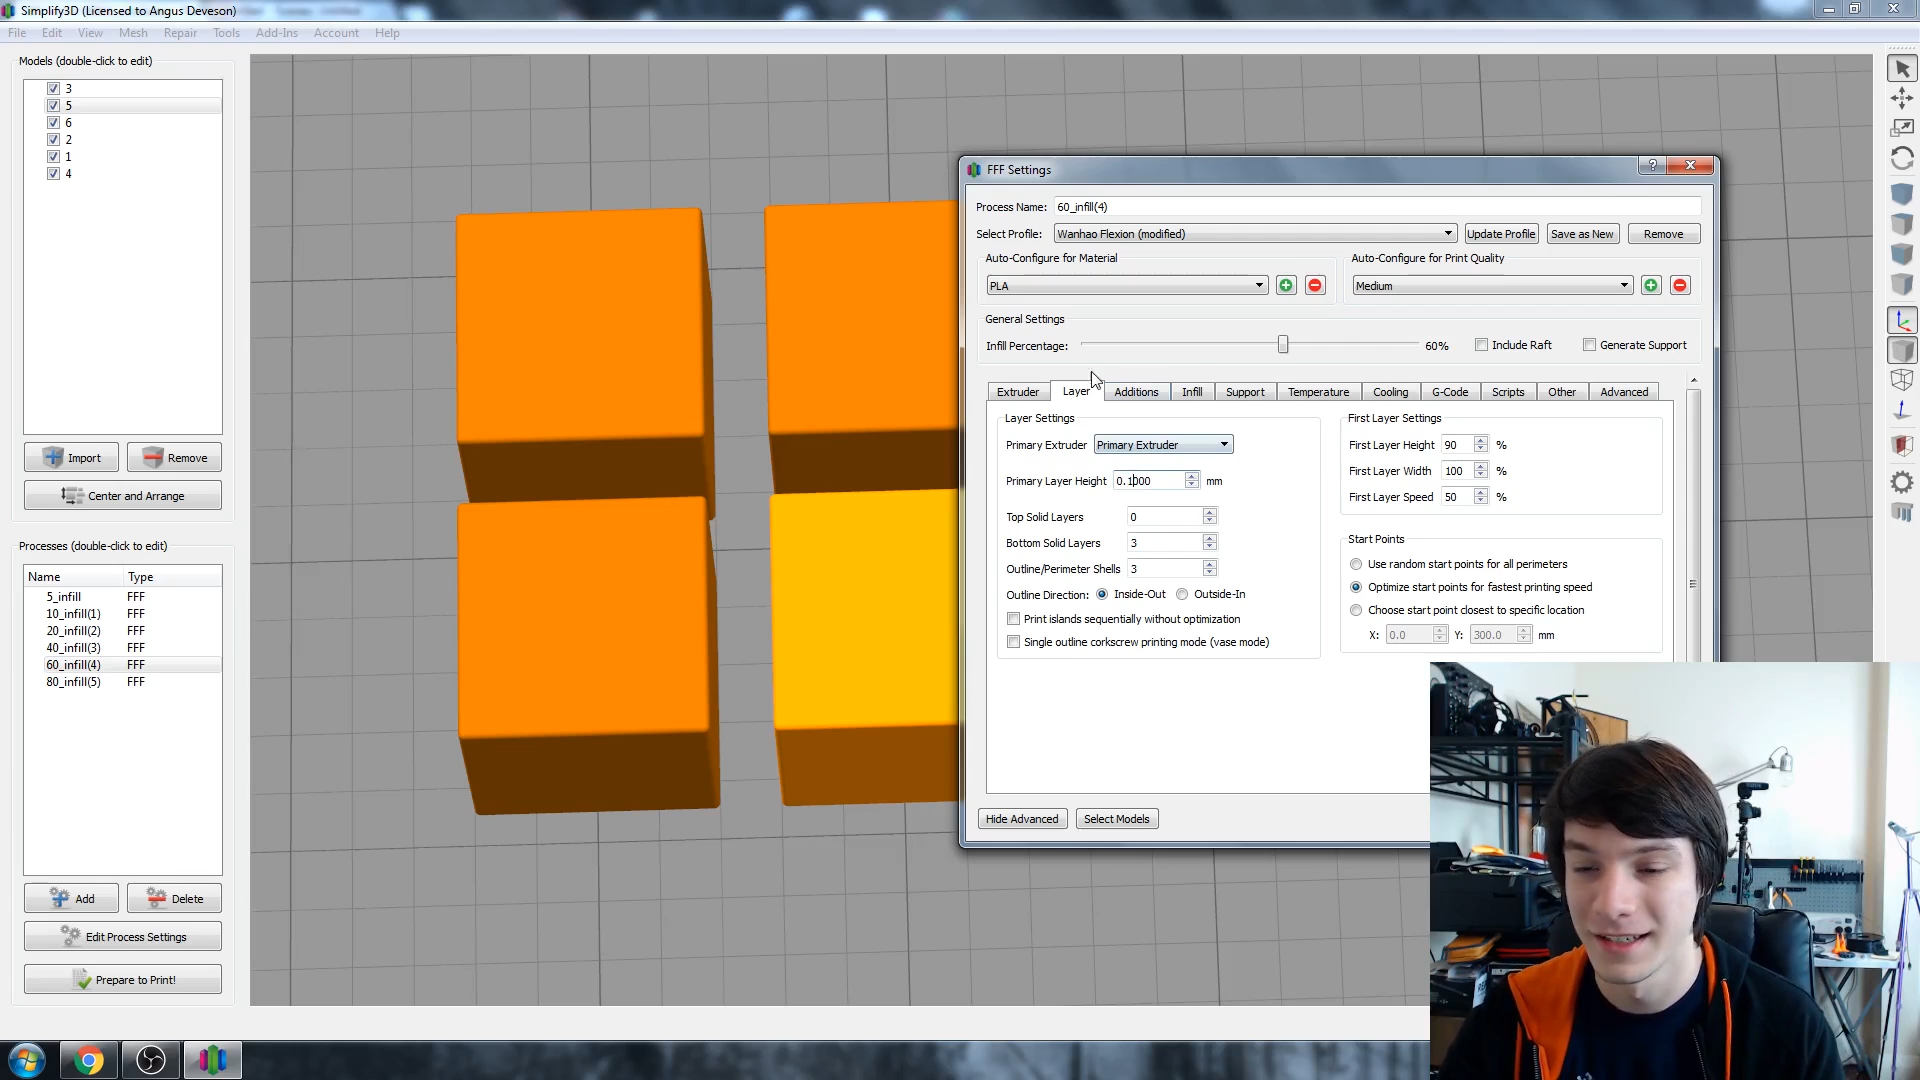 Simplify3D (Licensed to Angus Deveson)
File Edit View Mesh Repair Tools Add-Ins Account Help
Models (double-click to edit)
3
5
6
2
1
4
Import Remove
Center and Arrange
Processes (double-click to edit)
Name Type
5_infill FFF
10_infill(1) FFF
20_infill(2) FFF
40_infill(3) FFF
60_infill(4) FFF
80_infill(5) FFF
Add Delete
Edit Process Settings
Prepare to Print!
FFF Settings
Process Name: 60_infill(4)
Select Profile: Wanhao Flexion (modified) Update Profile Save as New Remove
Auto-Configure for Material Auto-Configure for Print Quality
PLA Medium
General Settings
Infill Percentage: 60% Include Raft Generate Support
Extruder Layer Additions Infill Support Temperature Cooling G-Code Scripts Other Advanced
Layer Settings
Primary Extruder Primary Extruder
Primary Layer Height 0.1000 mm
Top Solid Layers 0
Bottom Solid Layers 3
Outline/Perimeter Shells 3
Outline Direction: Inside-Out Outside-In
Print islands sequentially without optimization
Single outline corkscrew printing mode (vase mode)
First Layer Settings
First Layer Height 90 %
First Layer Width 100 %
First Layer Speed 50 %
Start Points
Use random start points for all perimeters
Optimize start points for fastest printing speed
Choose start point closest to specific location
X: 0.0 Y: 300.0 mm
Hide Advanced Select Models